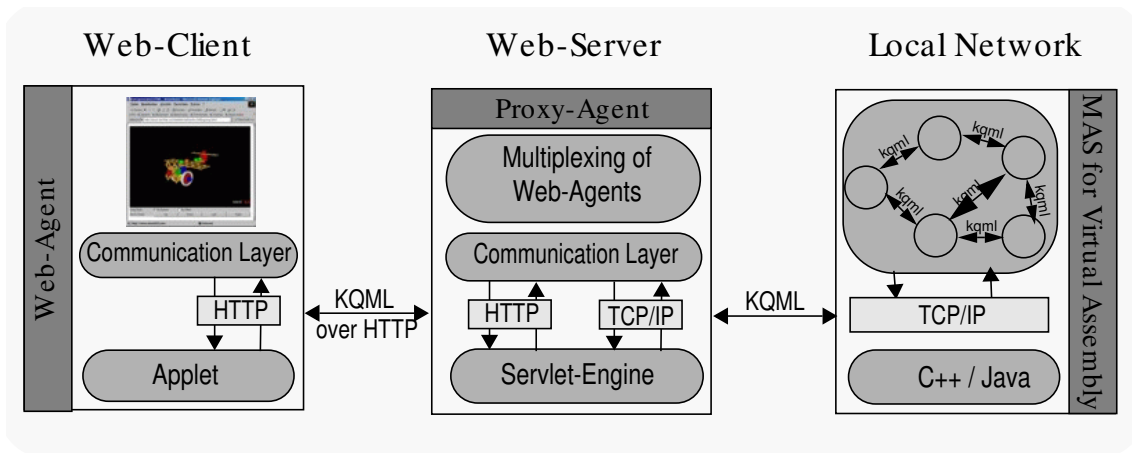 Web-Client
Web-Server
Local Network
Web-Agent
Communication Layer
HTTP
Applet
KQML
over HTTP
Proxy-Agent
Multiplexing of
Web-Agents
Communication Layer
HTTP
TCP/IP
Servlet-Engine
KQML
kqml
kqml
kqml
kqml
kqml
kqml
TCP/IP
C++ / Java
MAS for Virtual Assembly